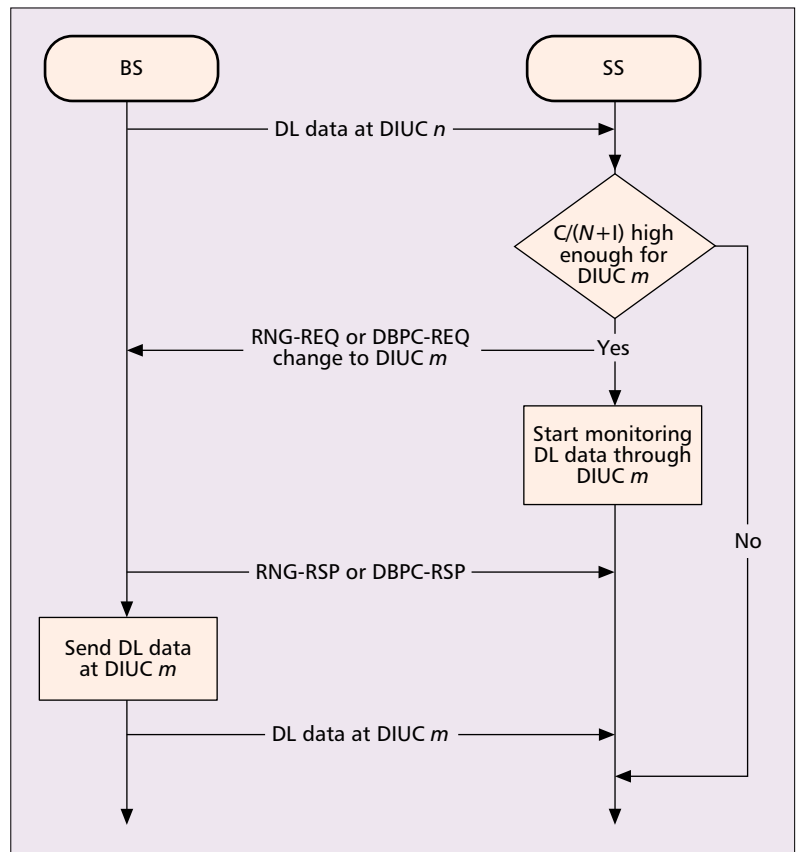 BS
SS
DL data at DIUC n
C/(N+I) high
enough for
DIUC m
RNG-REQ or DBPC-REQ
change to DIUC m
Yes
Start monitoring
DL data through
DIUC m
No
RNG-RSP or DBPC-RSP
Send DL data
at DIUC m
DL data at DIUC m